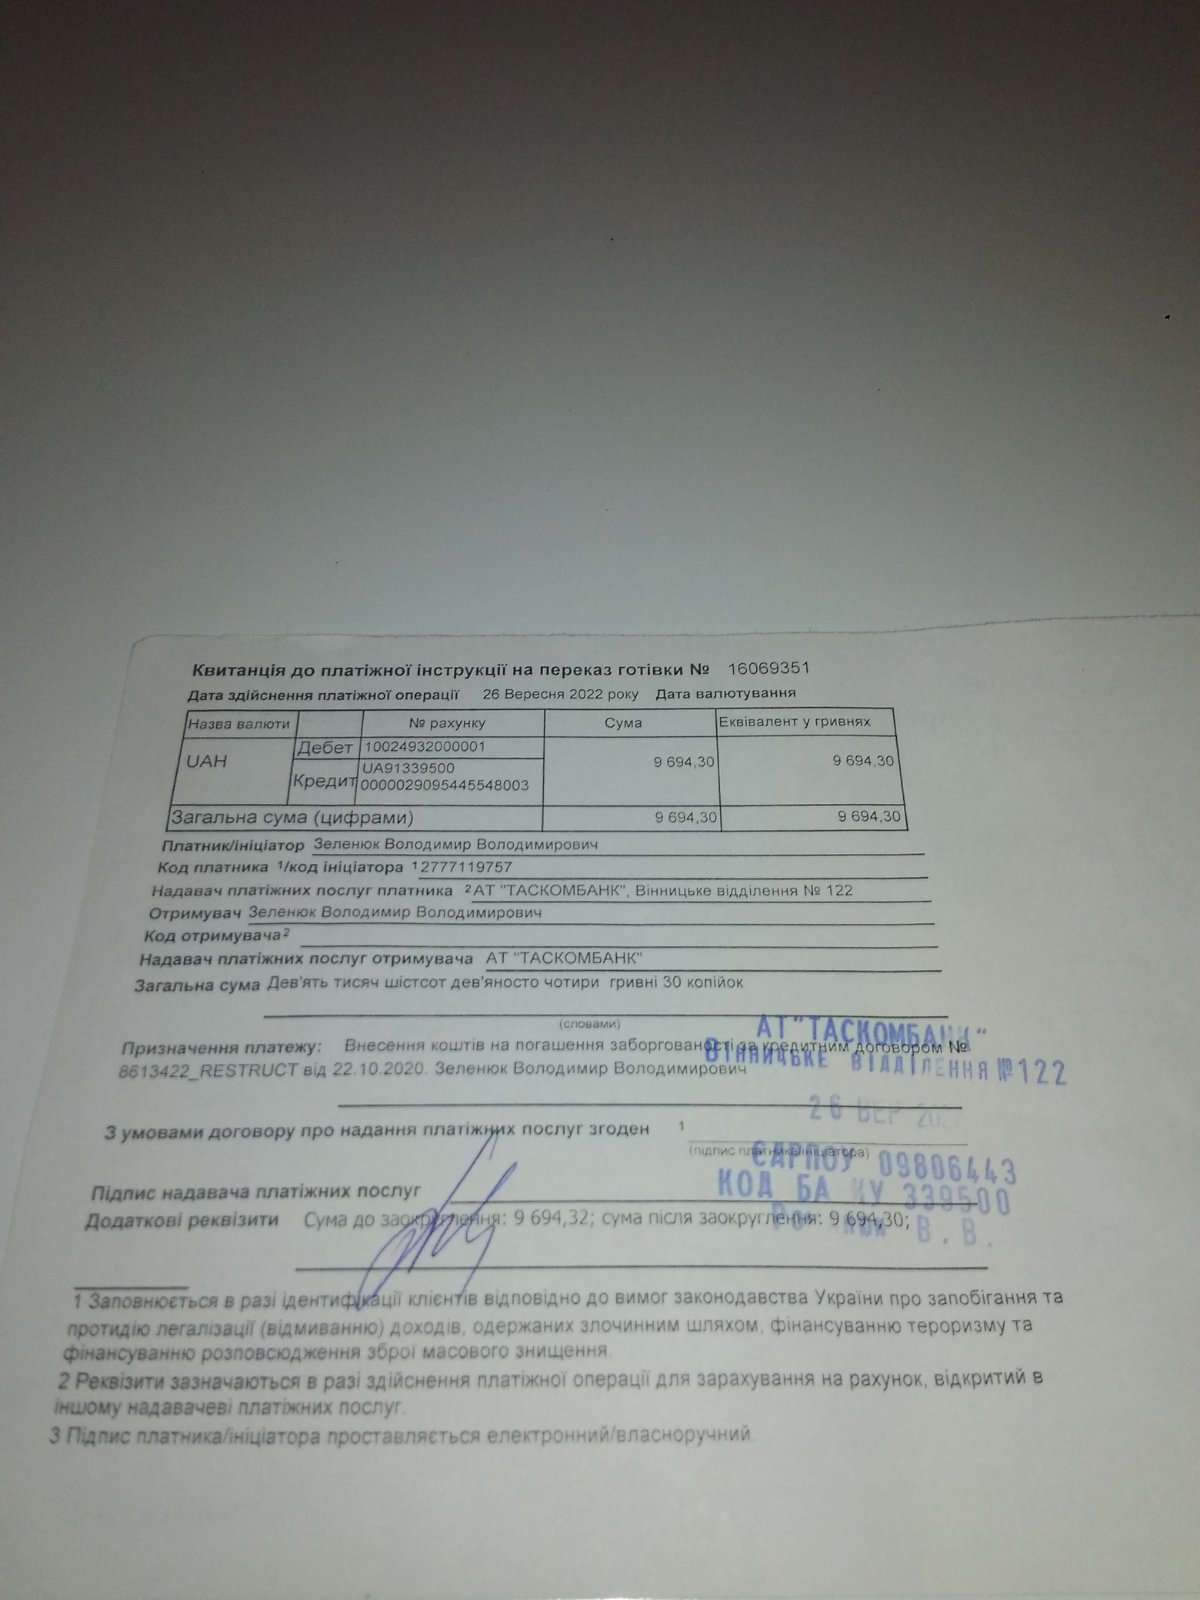 Квитанція до платіжної інструкції на переказ готівки № 16069351
Дата здійснення платіжної операції 26 Вересня 2022 року Дата валютування
Назва валюти № рахунку Сума Еквівалент у гривнях
UAH Дебет 10024932000001 9 694,30 9 694,30
Кредит UA91339500
0000029095445548003
Загальна сума (цифрами) 9 694,30 9 694,30
Платник/ініціатор Зеленюк Володимир Володимирович
Код платника ¹/код ініціатора ¹ 2777119757
Надавач платіжних послуг платника ² АТ "ТАСКОМБАНК", Вінницьке відділення № 122
Отримувач Зеленюк Володимир Володимирович
Код отримувача²
Надавач платіжних послуг отримувача АТ "ТАСКОМБАНК"
Загальна сума Дев'ять тисяч шістсот дев'яносто чотири гривні 30 копійок
(словами)
АТ"ТАСКОМБАНК"
Призначення платежу: Внесення коштів на погашення заборгованості за кредитним договором №
ВІННИЦЬКЕ ВІДДІЛЕННЯ №122
8613422_RESTRUCT від 22.10.2020. Зеленюк Володимир Володимирович
26 ВЕР 2022
З умовами договору про надання платіжних послуг згоден ¹
(підпис платника/ініціатора)
ЄДРПОУ 09806443
Підпис надавача платіжних послуг
КОД БАНКУ 339500
Додаткові реквізити Сума до заокруглення: 9 694,32; сума після заокруглення: 9 694,30;
В.В.
1 Заповнюється в разі ідентифікації клієнтів відповідно до вимог законодавства України про запобігання та
протидію легалізації (відмиванню) доходів, одержаних злочинним шляхом, фінансуванню тероризму та
фінансуванню розповсюдження зброї масового знищення.
2 Реквізити зазначаються в разі здійснення платіжної операції для зарахування на рахунок, відкритий в
іншому надавачеві платіжних послуг.
3 Підпис платника/ініціатора проставляється електронний/власноручний.